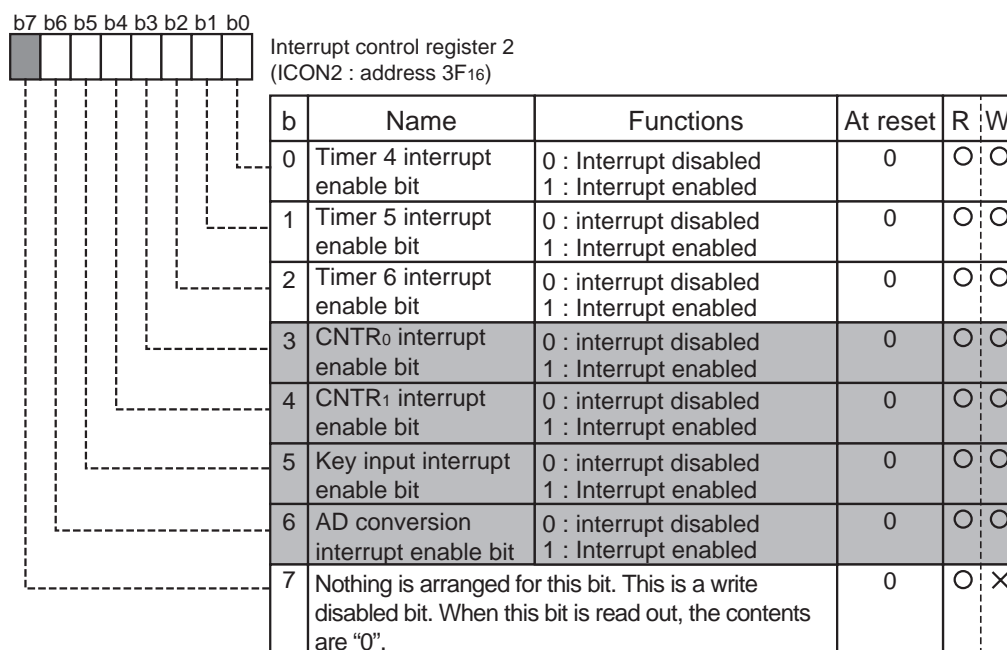 b7 b6 b5 b4 b3 b2 b1 b0
Interrupt control register 2
(ICON2 : address 3F16)
b Name Functions At reset R W
0 Timer 4 interrupt enable bit 0 : Interrupt disabled 0 O O
1 : Interrupt enabled
1 Timer 5 interrupt enable bit 0 : interrupt disabled 0 O O
1 : Interrupt enabled
2 Timer 6 interrupt enable bit 0 : interrupt disabled 0 O O
1 : Interrupt enabled
3 CNTR0 interrupt enable bit 0 : interrupt disabled 0 O O
1 : Interrupt enabled
4 CNTR1 interrupt enable bit 0 : interrupt disabled 0 O O
1 : Interrupt enabled
5 Key input interrupt enable bit 0 : interrupt disabled 0 O O
1 : Interrupt enabled
6 AD conversion interrupt enable bit 0 : interrupt disabled 0 O O
1 : Interrupt enabled
7 Nothing is arranged for this bit. This is a write 0 O ×
disabled bit. When this bit is read out, the contents
are “0”.